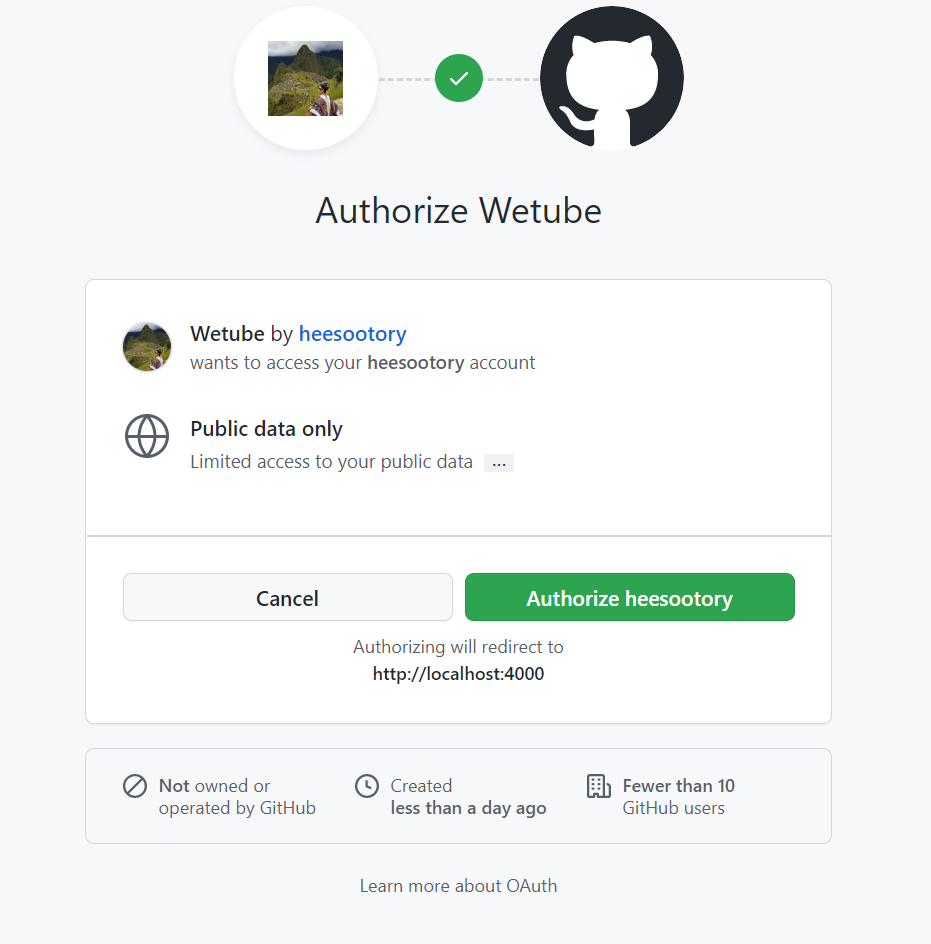 Authorize Wetube
Wetube by heesootory
wants to access your heesootory account
Public data only
Limited access to your public data ...
Cancel
Authorize heesootory
Authorizing will redirect to
http://localhost:4000
Not owned or
operated by GitHub
Created
less than a day ago
Fewer than 10
GitHub users
Learn more about OAuth